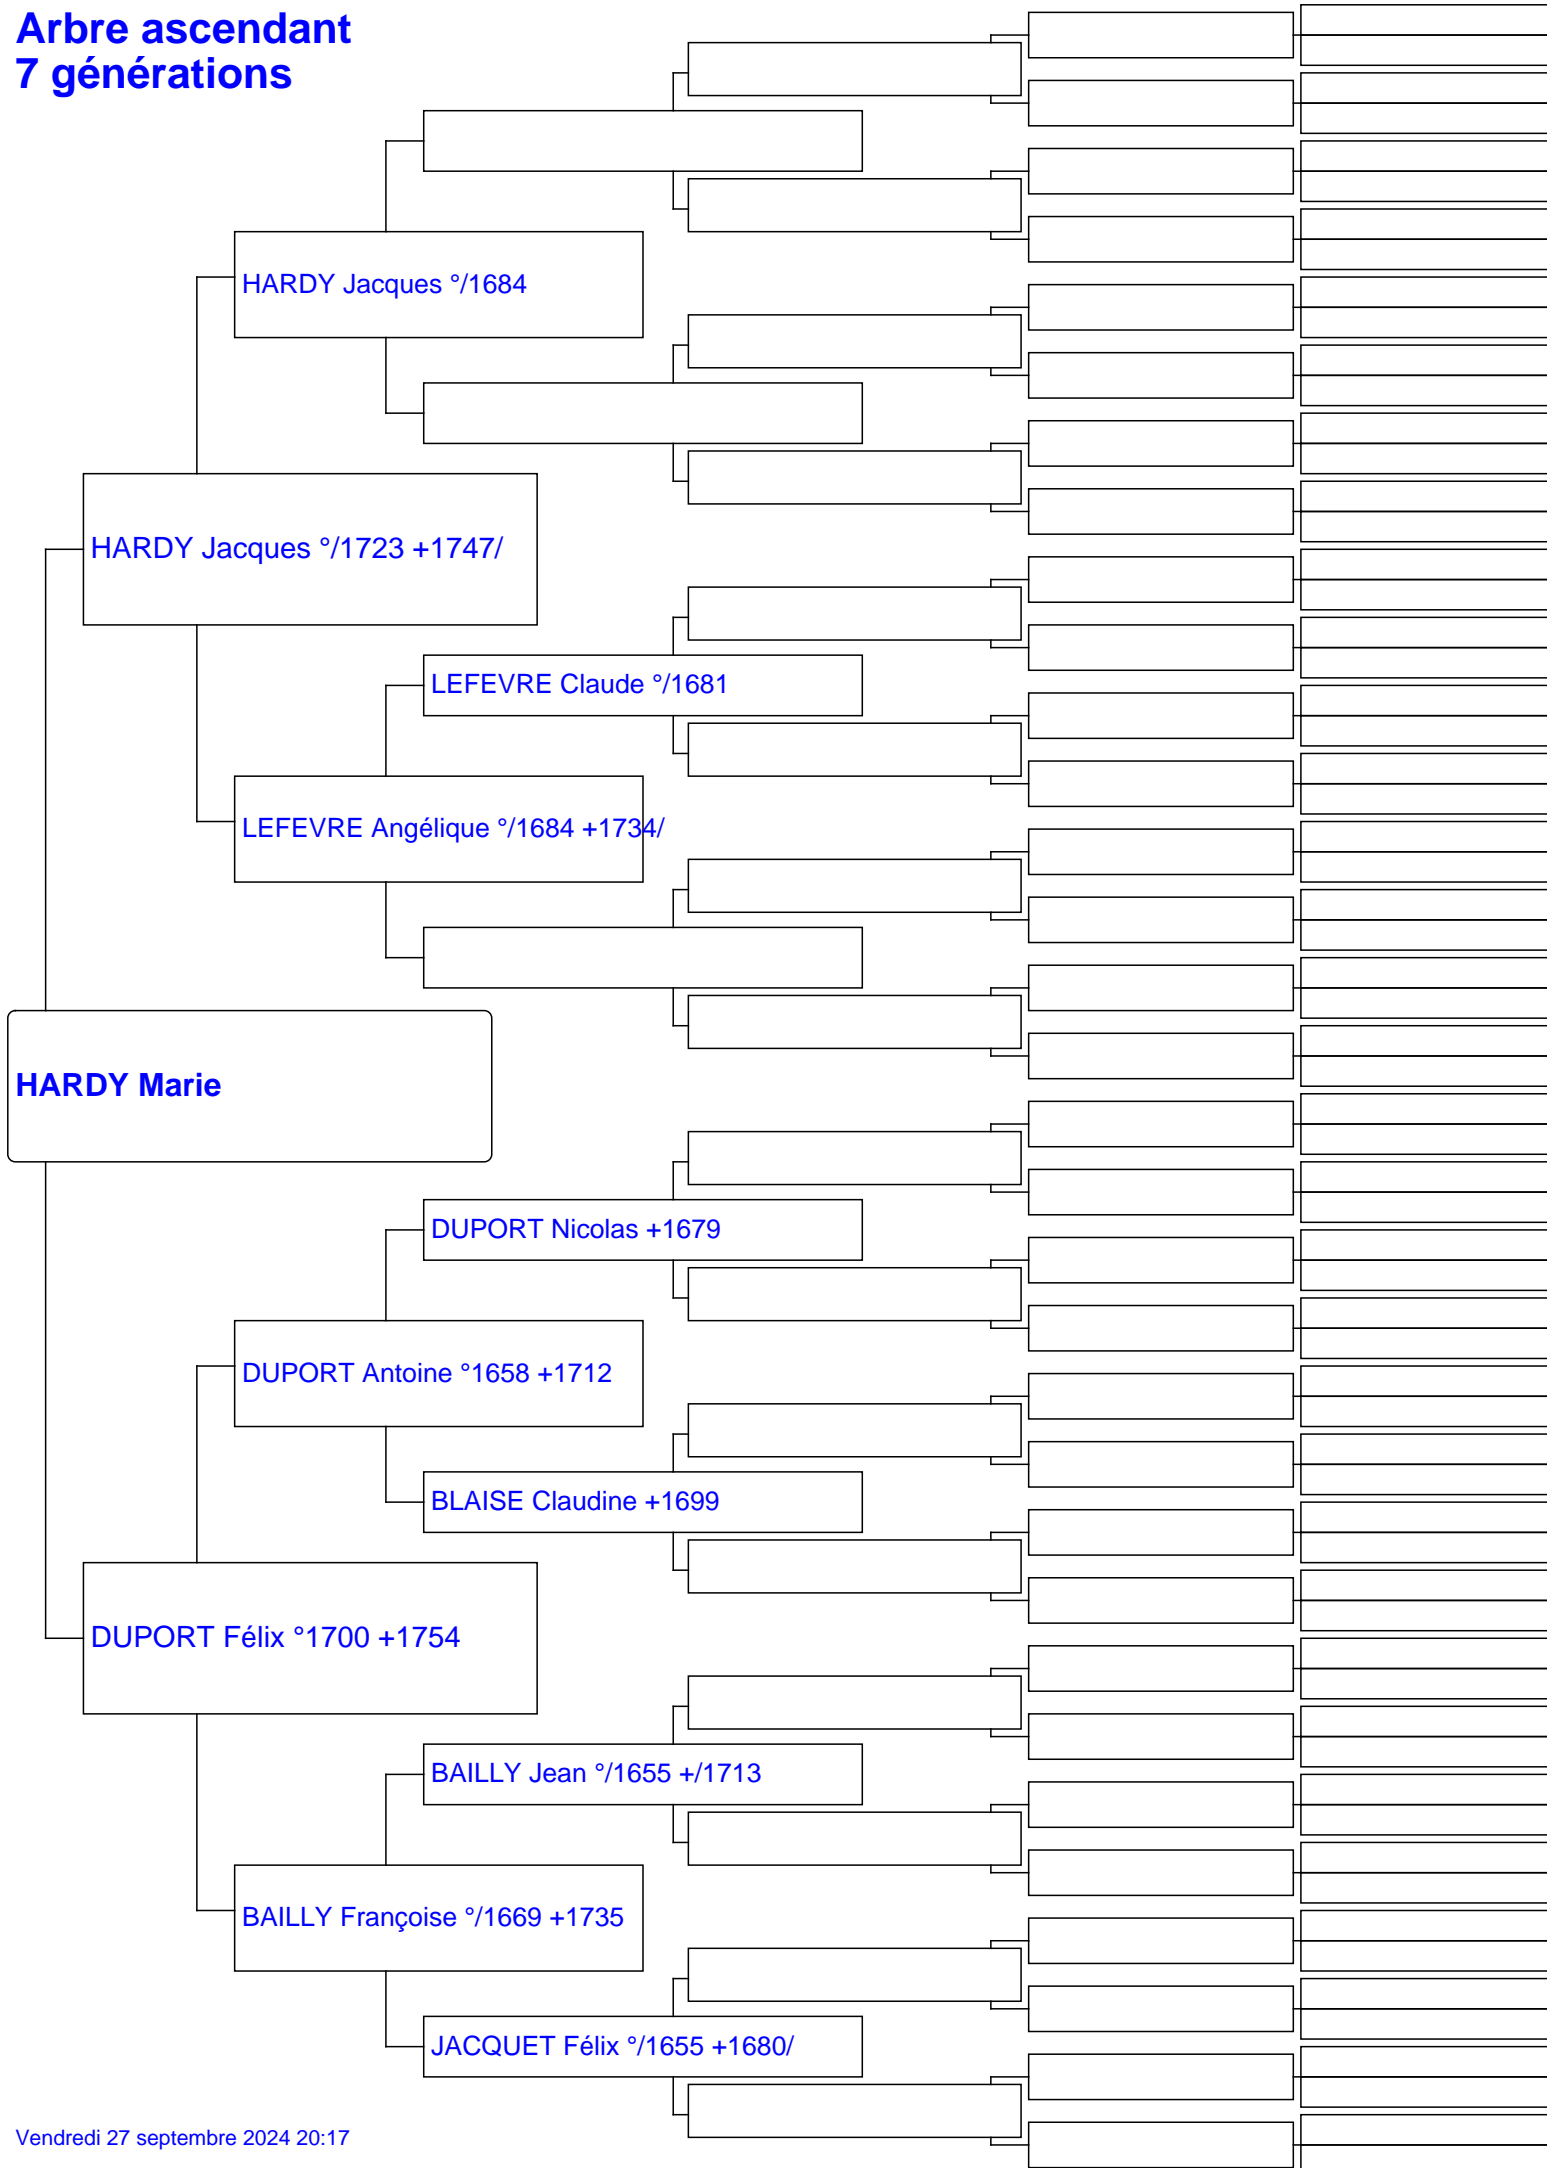 Arbre ascendant
7 générations
HARDY Jacques °/1684
HARDY Jacques °/1723 +1747/
LEFEVRE Claude °/1681
LEFEVRE Angélique °/1684 +1734/
HARDY Marie
DUPORT Nicolas +1679
DUPORT Antoine °1658 +1712
BLAISE Claudine +1699
DUPORT Félix °1700 +1754
BAILLY Jean °/1655 +/1713
BAILLY Françoise °/1669 +1735
JACQUET Félix °/1655 +1680/
Vendredi 27 septembre 2024 20:17